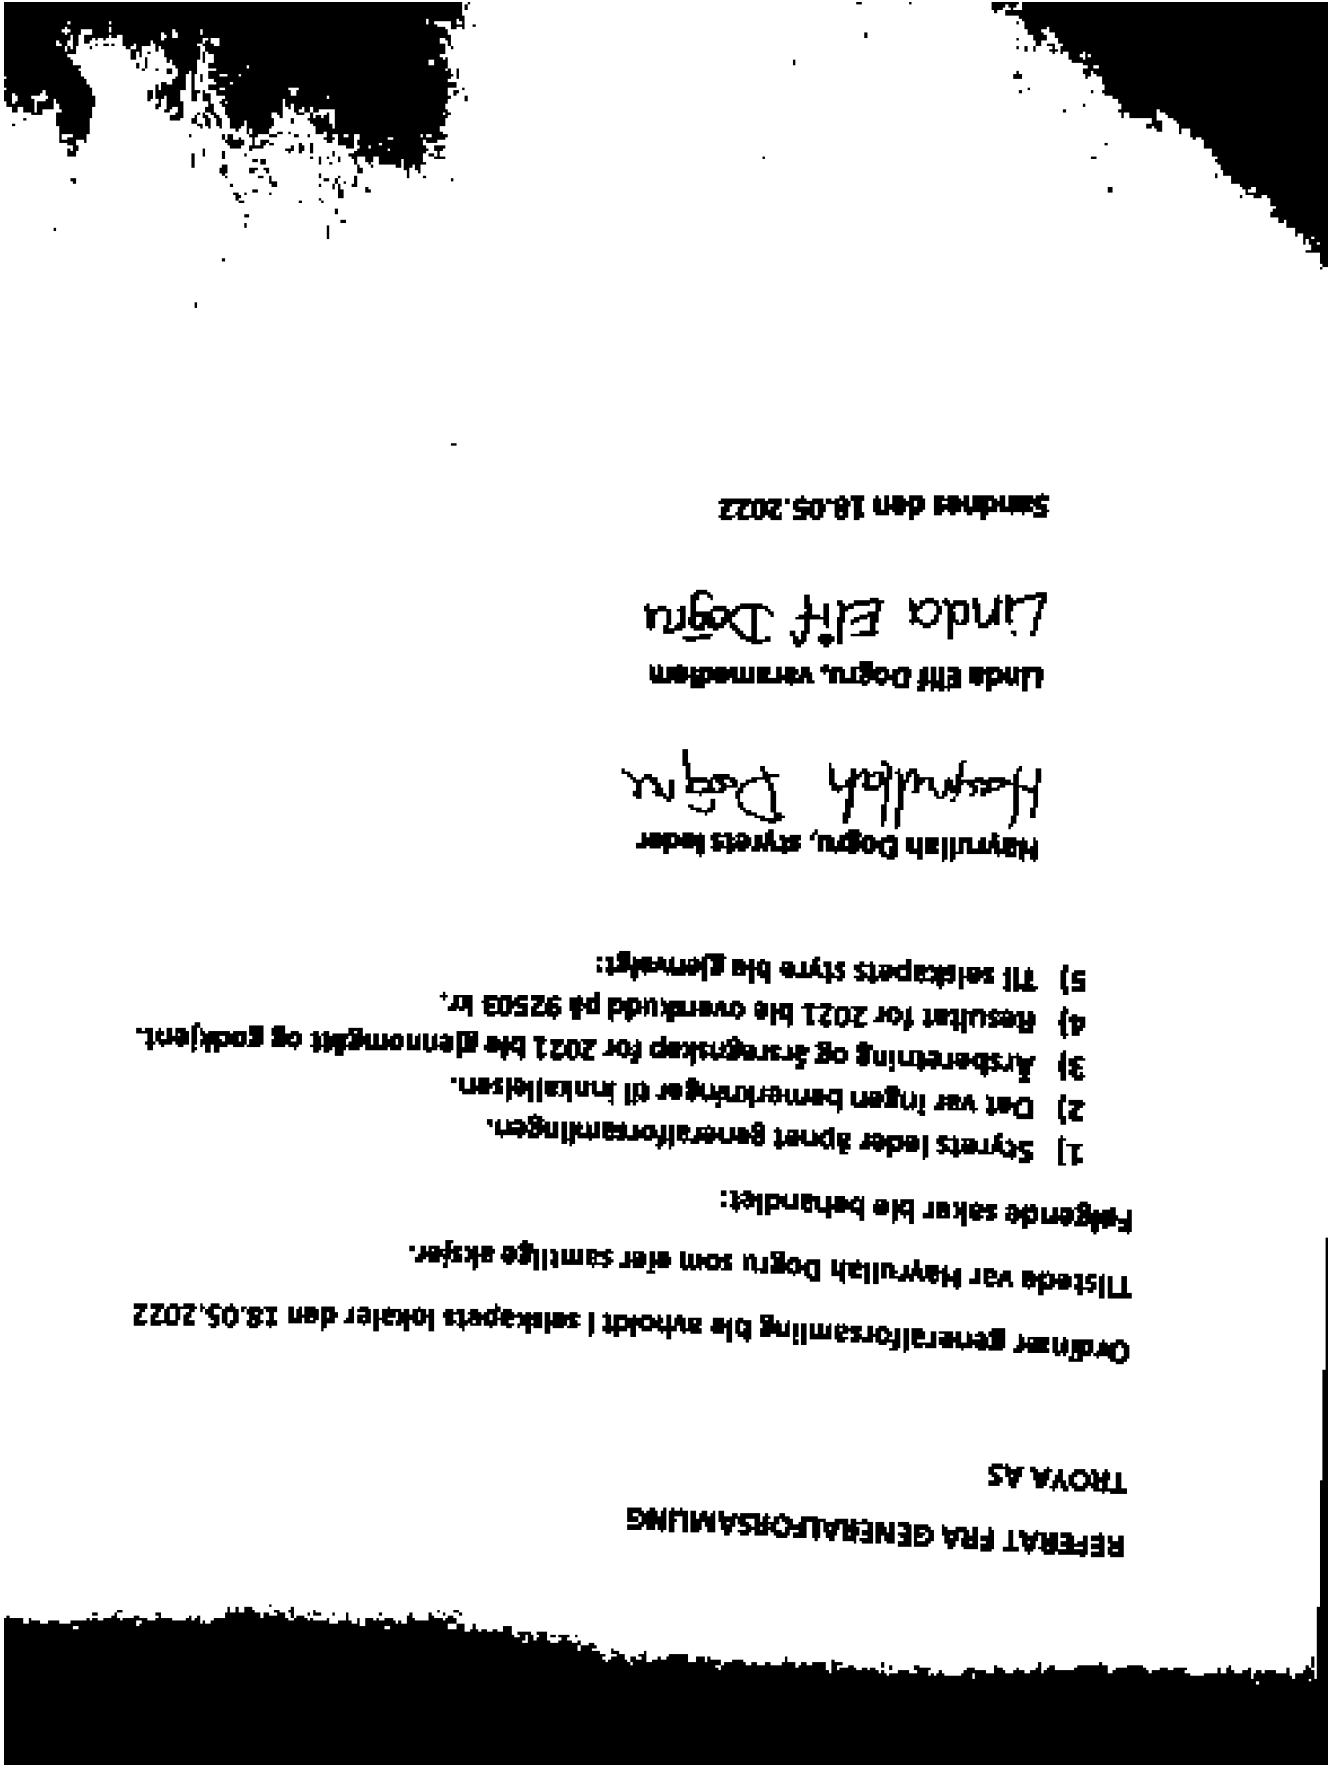 REFERAT FRA GENERALFORSAMLING
TROYA AS
Ordinær generalforsamling ble avholdt i selskapets lokaler den 18.05.2022
Tilstede var Hayrullah Dogru som eier samtlige aksjer.
Følgende saker ble behandlet:
1) Styrets leder åpnet generalforsamlingen.
2) Det var ingen bemerkninger til innkallelsen.
3) Årsberetning og årsregnskap for 2021 ble gjennomgått og godkjent.
4) Resultat for 2021 ble overskudd på 92503 kr.
5) Til selskapets styre ble gjenvalgt:
Hayrullah Dogru, styrets leder
Hayrullah Doğru
Linda Elif Dogru, varamedlem
Linda Elif Doğru
Sandnes den 18.05.2022